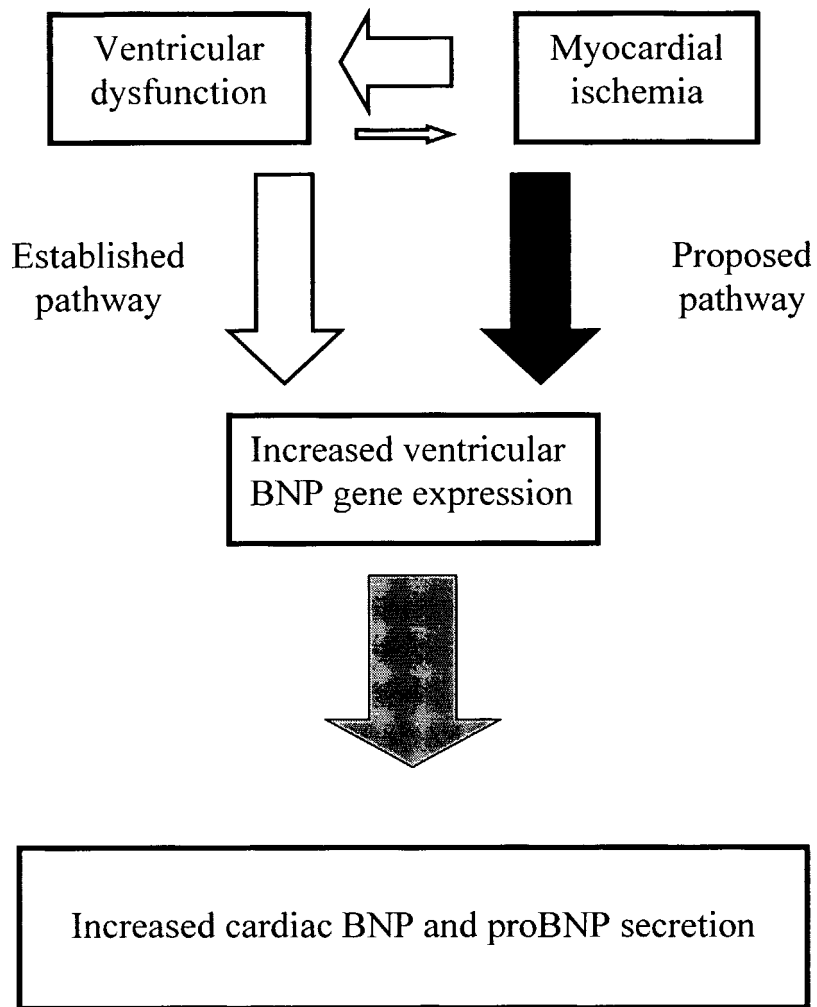 Ventricular
dysfunction
Myocardial
ischemia
Established
pathway
Proposed
pathway
Increased ventricular
BNP gene expression
Increased cardiac BNP and proBNP secretion